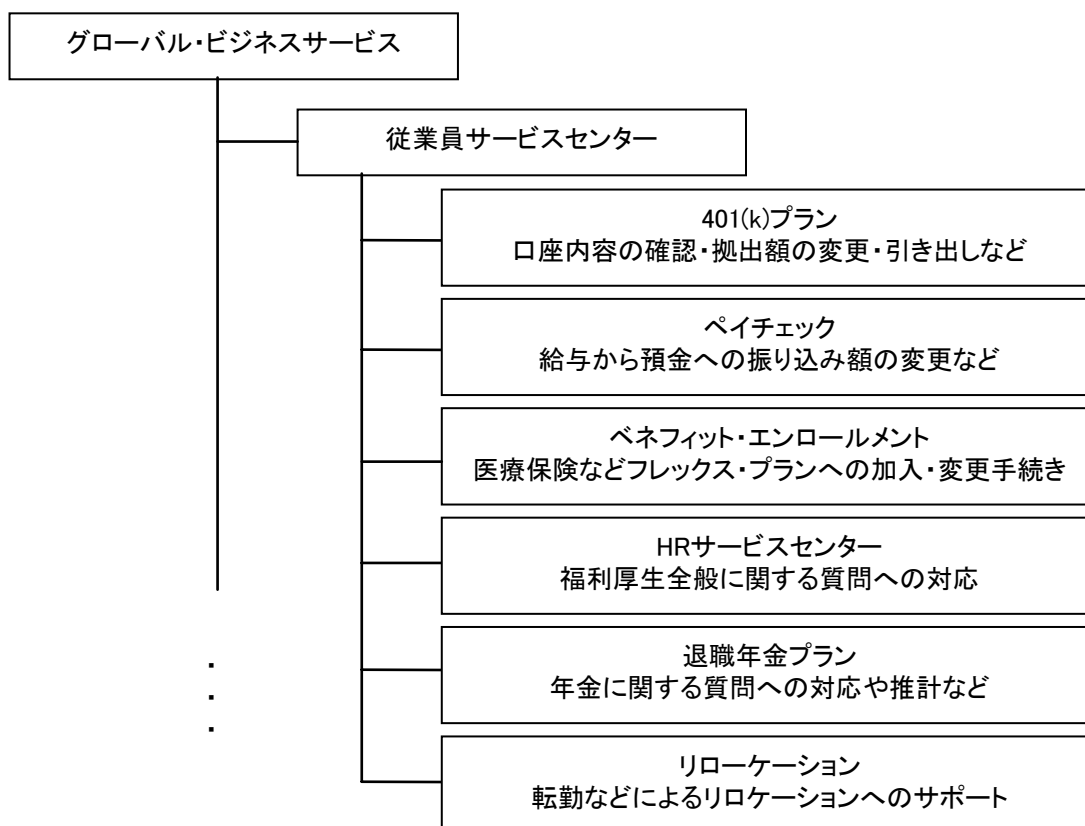 グローバル・ビジネスサービス
従業員サービスセンター
401(k)プラン
口座内容の確認・拠出額の変更・引き出しなど
ペイチェック
給与から預金への振り込み額の変更など
ベネフィット・エンロールメント
医療保険などフレックス・プランへの加入・変更手続き
HRサービスセンター
福利厚生全般に関する質問への対応
退職年金プラン
年金に関する質問への対応や推計など
リローケーション
転勤などによるリロケーションへのサポート